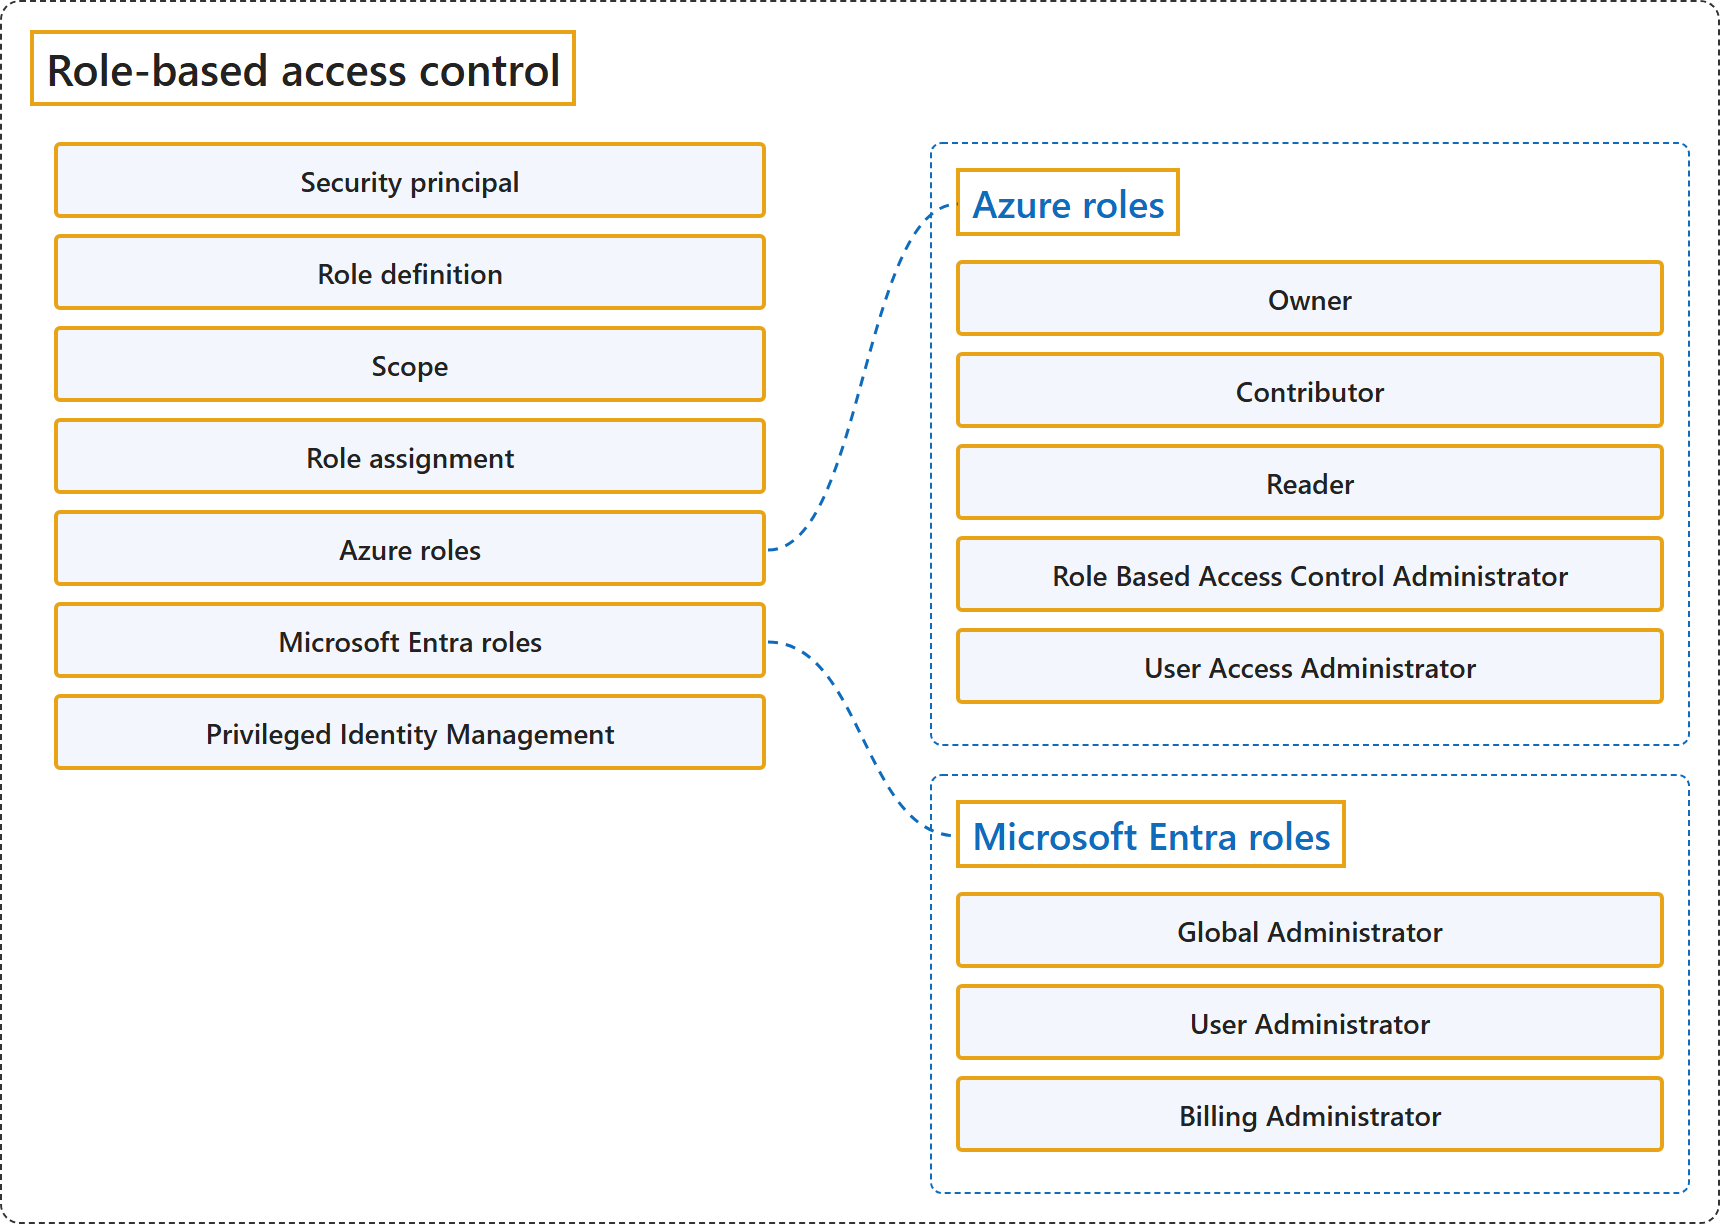 Role-based access control
Security principal
Role definition
Scope
Role assignment
Azure roles
Microsoft Entra roles
Privileged Identity Management
Azure roles
Owner
Contributor
Reader
Role Based Access Control Administrator
User Access Administrator
Microsoft Entra roles
Global Administrator
User Administrator
Billing Administrator